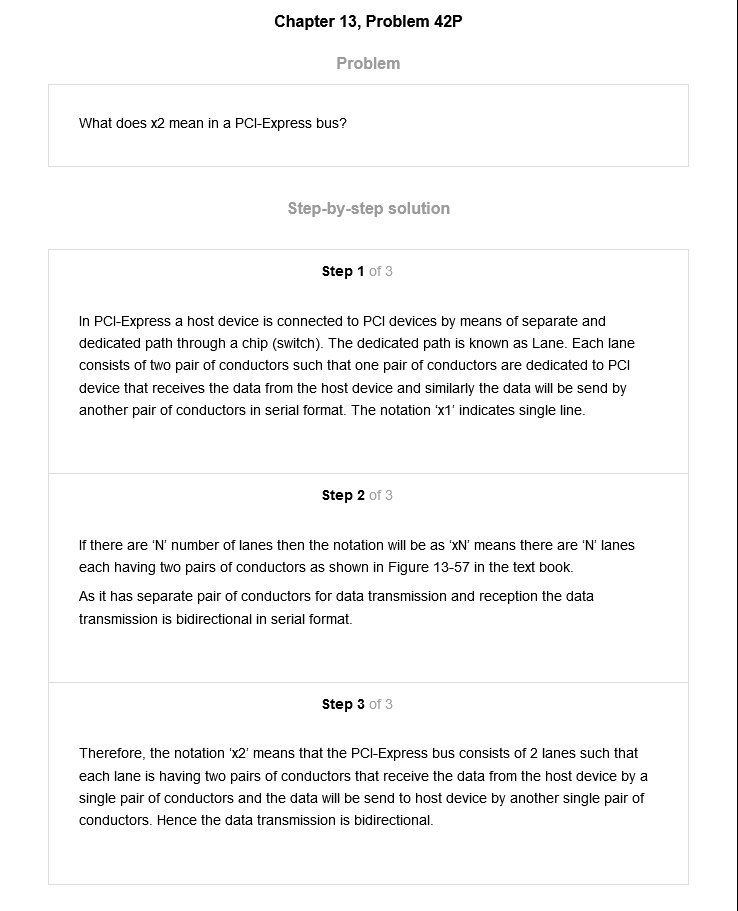 Chapter 13, Problem 42P
Problem
What does x2 mean in a PCI-Express bus?
Step-by-step solution
Step 1 of 3
In PCI-Express a host device is connected to PCI devices by means of separate and
dedicated path through a chip (switch). The dedicated path is known as Lane. Each lane
consists of two pair of conductors such that one pair of conductors are dedicated to PCI
device that receives the data from the host device and similarly the data will be send by
another pair of conductors in serial format. The notation ‘x1’ indicates single line.
Step 2 of 3
If there are ‘N’ number of lanes then the notation will be as ‘xN’ means there are ‘N’ lanes
each having two pairs of conductors as shown in Figure 13-57 in the text book.
As it has separate pair of conductors for data transmission and reception the data
transmission is bidirectional in serial format.
Step 3 of 3
Therefore, the notation ‘x2’ means that the PCI-Express bus consists of 2 lanes such that
each lane is having two pairs of conductors that receive the data from the host device by a
single pair of conductors and the data will be send to host device by another single pair of
conductors. Hence the data transmission is bidirectional.